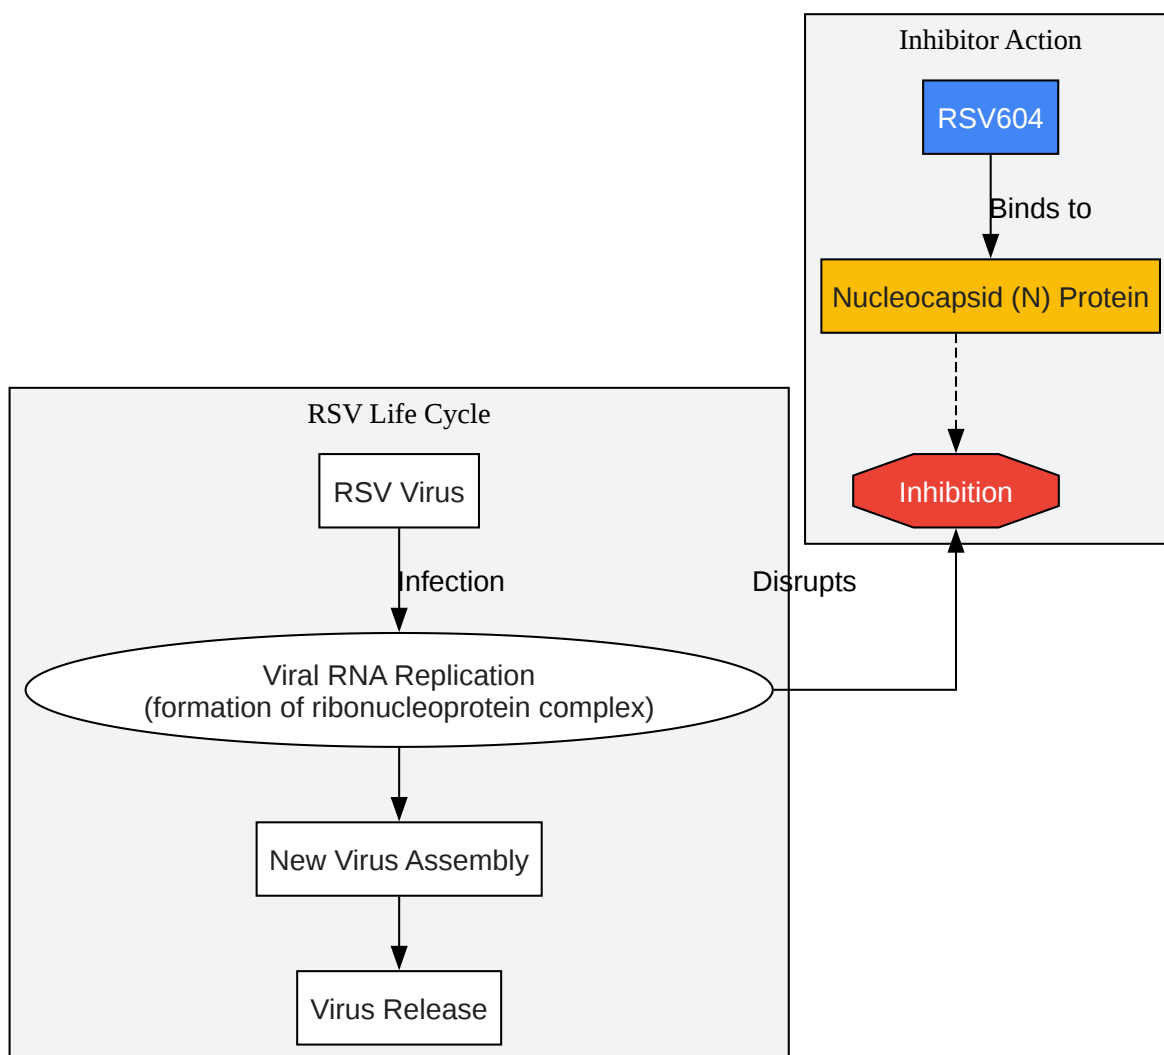 Inhibitor Action
RSV604
Binds to
Nucleocapsid (N) Protein
Inhibition
RSV Life Cycle
RSV Virus
Infection
Disrupts
Viral RNA Replication
(formation of ribonucleoprotein complex)
New Virus Assembly
Virus Release